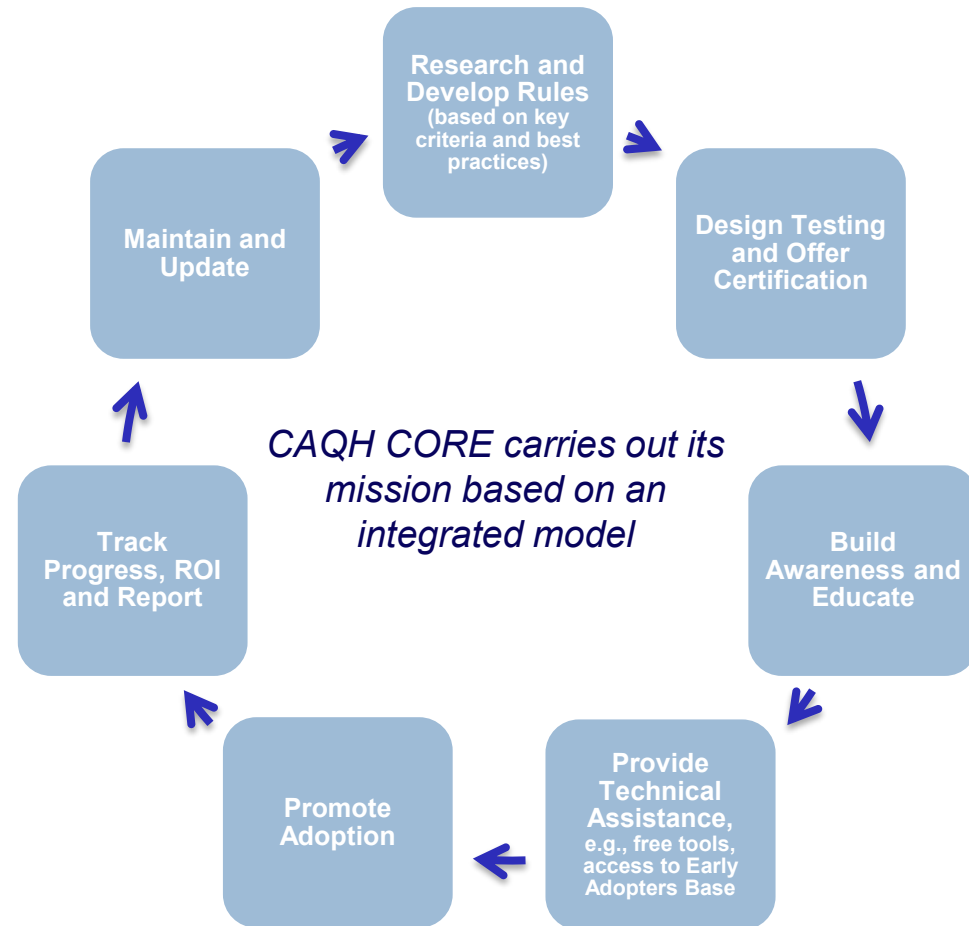 Research and
Develop Rules
(based on key
criteria and best
practices)
Design Testing
and Offer
Certification
Build
Awareness and
Educate
Provide
Technical
Assistance,
e.g., free tools,
access to Early
Adopters Base
Promote
Adoption
Track
Progress, ROI
and Report
Maintain and
Update
CAQH CORE carries out its
mission based on an
integrated model